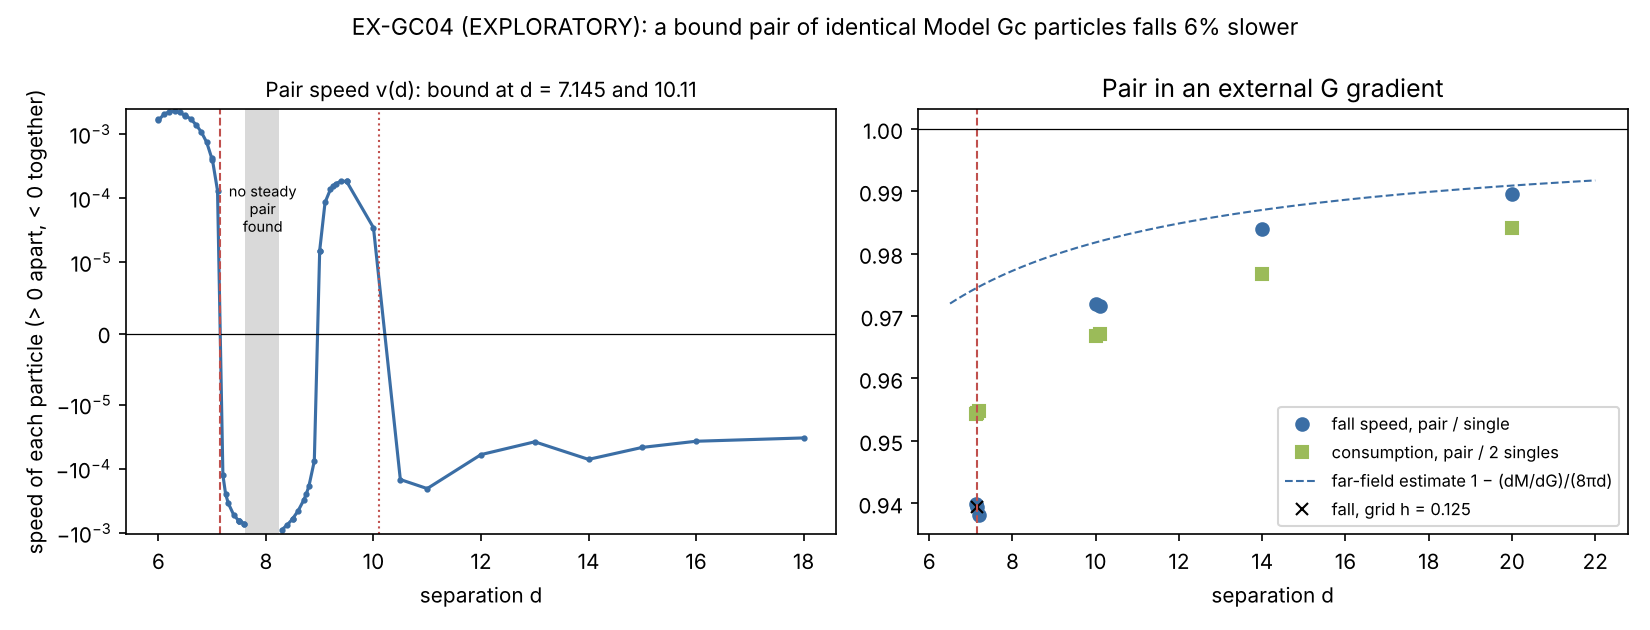 EX-GC04 (EXPLORATORY): a bound pair of identical Model Gc particles falls 6% slower
Pair speed v(d): bound at d = 7.145 and 10.11
speed of each particle (> 0 apart, < 0 together)
10⁻³
10⁻⁴
10⁻⁵
0
−10⁻⁵
−10⁻⁴
−10⁻³
no steady
pair
found
6 8 10 12 14 16 18
separation d
Pair in an external G gradient
1.00
0.99
0.98
0.97
0.96
0.95
0.94
fall speed, pair / single
consumption, pair / 2 singles
far-field estimate 1 − (dM/dG)/(8πd)
fall, grid h = 0.125
6 8 10 12 14 16 18 20 22
separation d